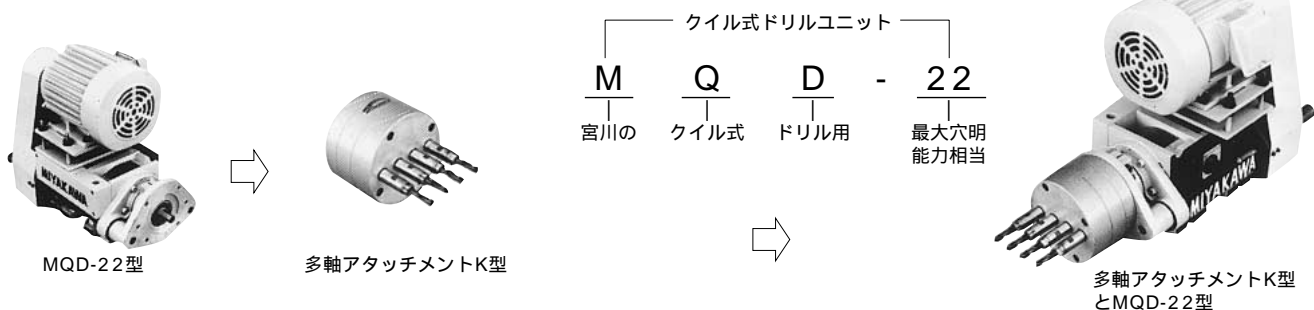 クイル式ドリルユニット
M Q D - 22
宮川の クイル式 ドリル用 最大穴明
能力相当
MIYAKAWA
MQD-22型
多軸アタッチメントK型
MIYAKAWA
多軸アタッチメントK型
とMQD-22型